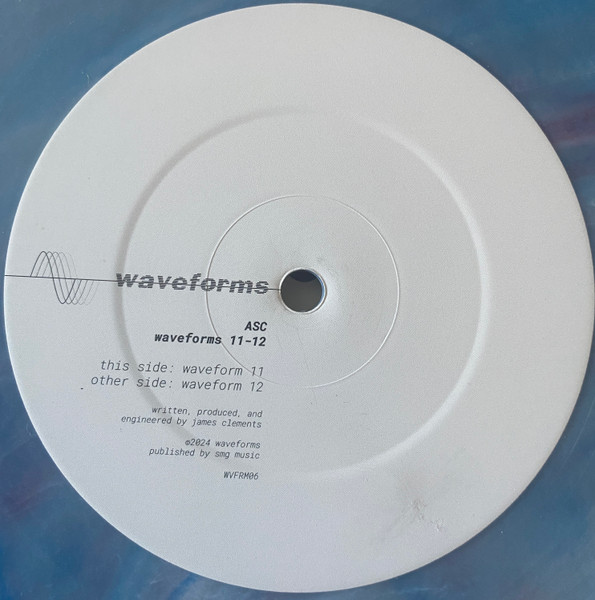 waveforms
ASC
waveforms 11-12
this side: waveform 11
other side: waveform 12
written, produced, and
engineered by james clements
©2024 waveforms
published by smg music
WVFRM06